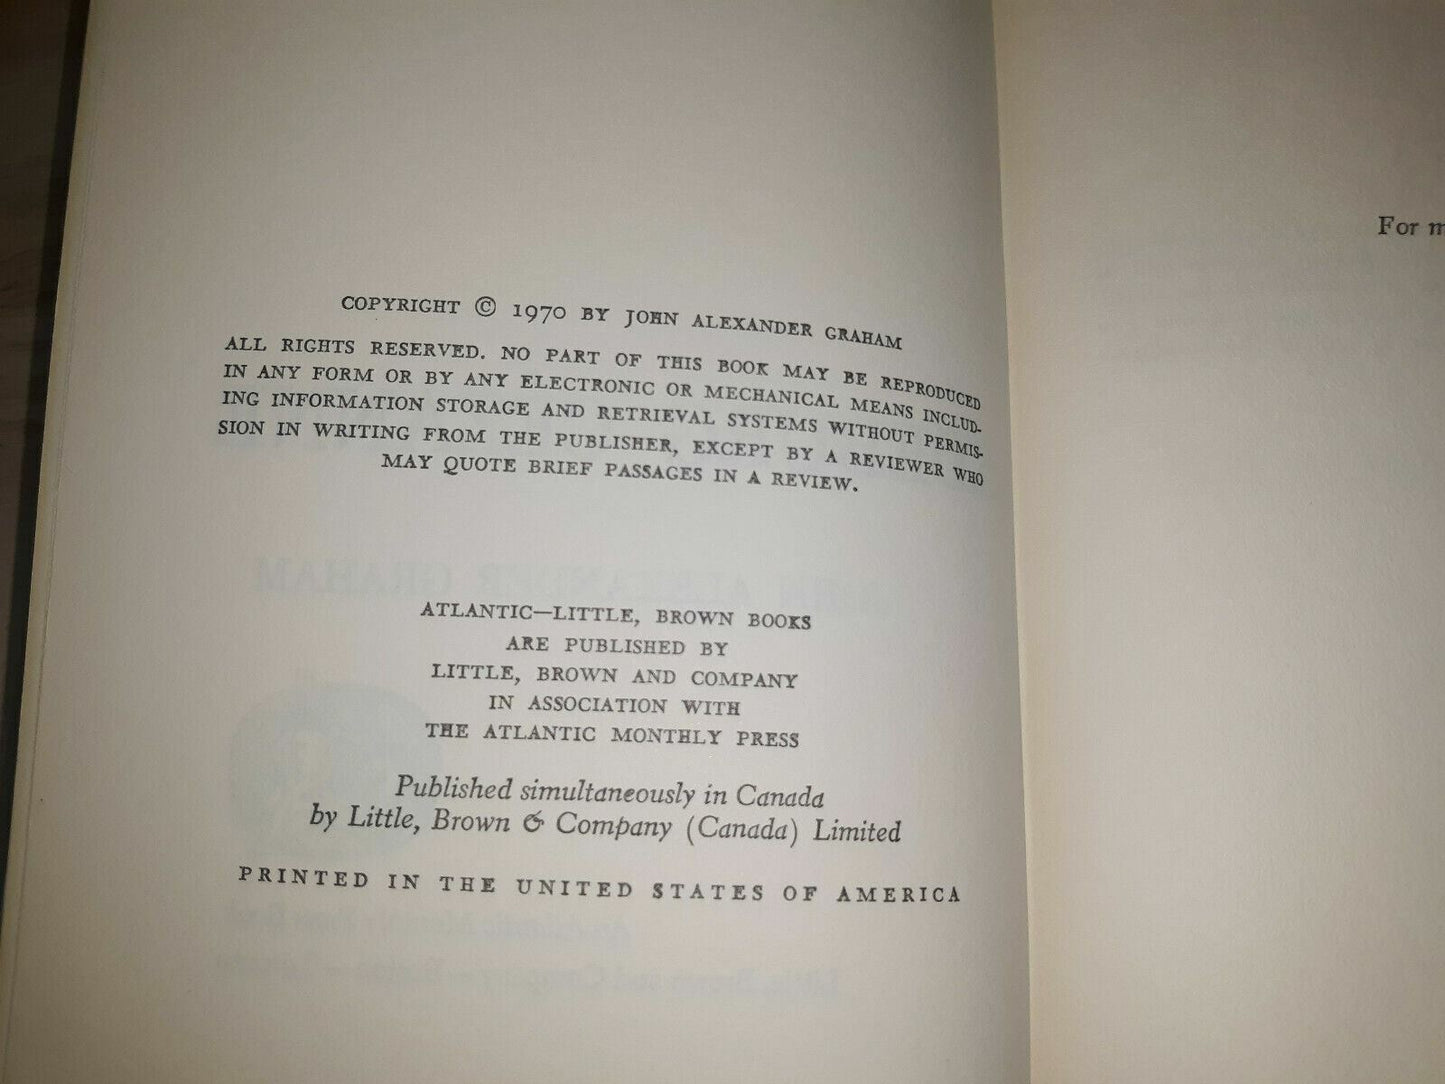 COPYRIGHT © 1970 BY JOHN ALEXANDER GRAHAM
ALL RIGHTS RESERVED. NO PART OF THIS BOOK MAY BE REPRODUCED
IN ANY FORM OR BY ANY ELECTRONIC OR MECHANICAL MEANS INCLUD-
ING INFORMATION STORAGE AND RETRIEVAL SYSTEMS WITHOUT PERMIS-
SION IN WRITING FROM THE PUBLISHER, EXCEPT BY A REVIEWER WHO
MAY QUOTE BRIEF PASSAGES IN A REVIEW.
ATLANTIC—LITTLE, BROWN BOOKS
ARE PUBLISHED BY
LITTLE, BROWN AND COMPANY
IN ASSOCIATION WITH
THE ATLANTIC MONTHLY PRESS
Published simultaneously in Canada
by Little, Brown & Company (Canada) Limited
PRINTED IN THE UNITED STATES OF AMERICA
For